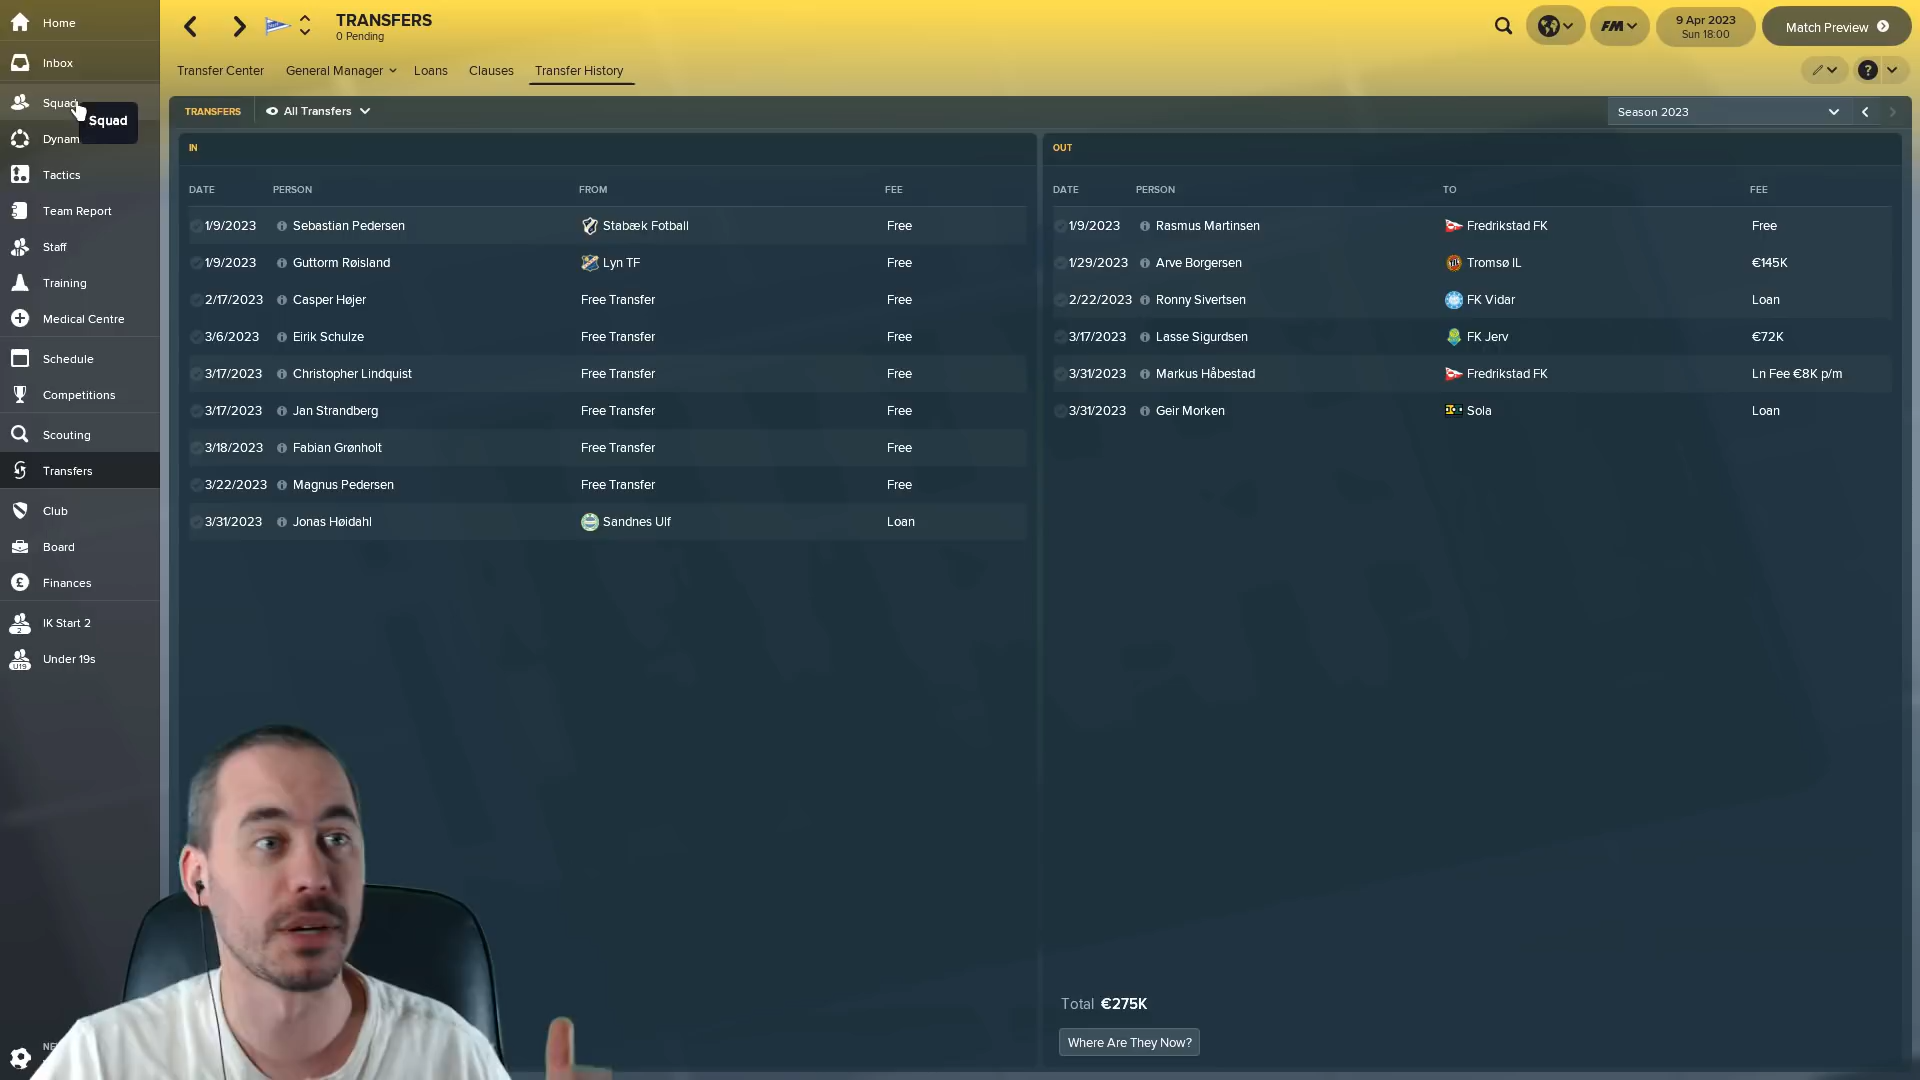 Home
Inbox
Squad
Squad
Dynam
Tactics
Team Report
Staff
Training
Medical Centre
Schedule
Competitions
Scouting
Transfers
Club
Board
Finances
IK Start 2
2
Under 19s
U19
TRANSFERS
0 Pending
FM
9 Apr 2023
Sun 18:00
Match Preview
Transfer Center
General Manager
Loans
Clauses
Transfer History
TRANSFERS
All Transfers
Season 2023
IN
DATE PERSON FROM FEE
1/9/2023 Sebastian Pedersen Stabæk Fotball Free
1/9/2023 Guttorm Røisland Lyn TF Free
2/17/2023 Casper Højer Free Transfer Free
3/6/2023 Eirik Schulze Free Transfer Free
3/17/2023 Christopher Lindquist Free Transfer Free
3/17/2023 Jan Strandberg Free Transfer Free
3/18/2023 Fabian Grønholt Free Transfer Free
3/22/2023 Magnus Pedersen Free Transfer Free
3/31/2023 Jonas Høidahl Sandnes Ulf Loan
OUT
DATE PERSON TO FEE
1/9/2023 Rasmus Martinsen Fredrikstad FK Free
1/29/2023 Arve Borgersen Tromsø IL €145K
2/22/2023 Ronny Sivertsen FK Vidar Loan
3/17/2023 Lasse Sigurdsen FK Jerv €72K
3/31/2023 Markus Håbestad Fredrikstad FK Ln Fee €8K p/m
3/31/2023 Geir Morken Sola Loan
Total €275K
Where Are They Now?